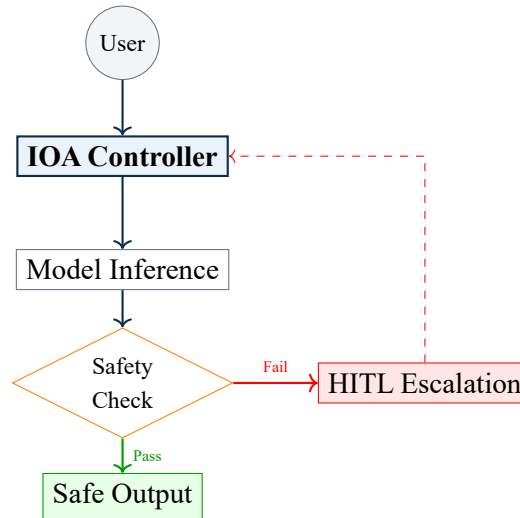 User
IOA Controller
Model Inference
Safety
Check
Fail
HITL Escalation
Pass
Safe Output